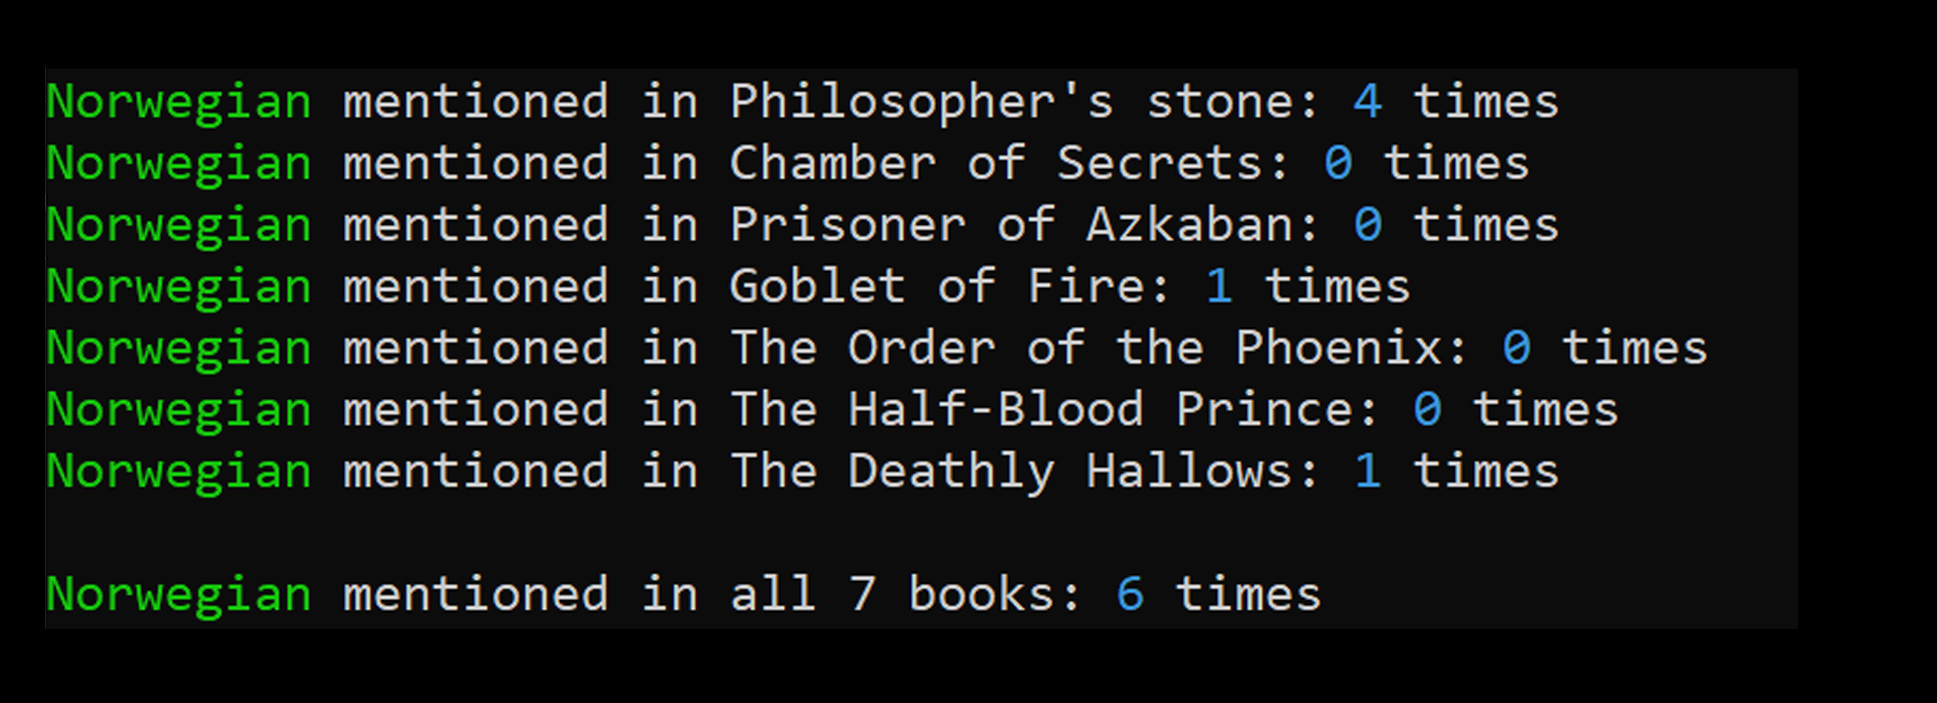 Norwegian mentioned in Philosopher's stone: 4 times
Norwegian mentioned in Chamber of Secrets: 0 times
Norwegian mentioned in Prisoner of Azkaban: 0 times
Norwegian mentioned in Goblet of Fire: 1 times
Norwegian mentioned in The Order of the Phoenix: 0 times
Norwegian mentioned in The Half-Blood Prince: 0 times
Norwegian mentioned in The Deathly Hallows: 1 times
Norwegian mentioned in all 7 books: 6 times